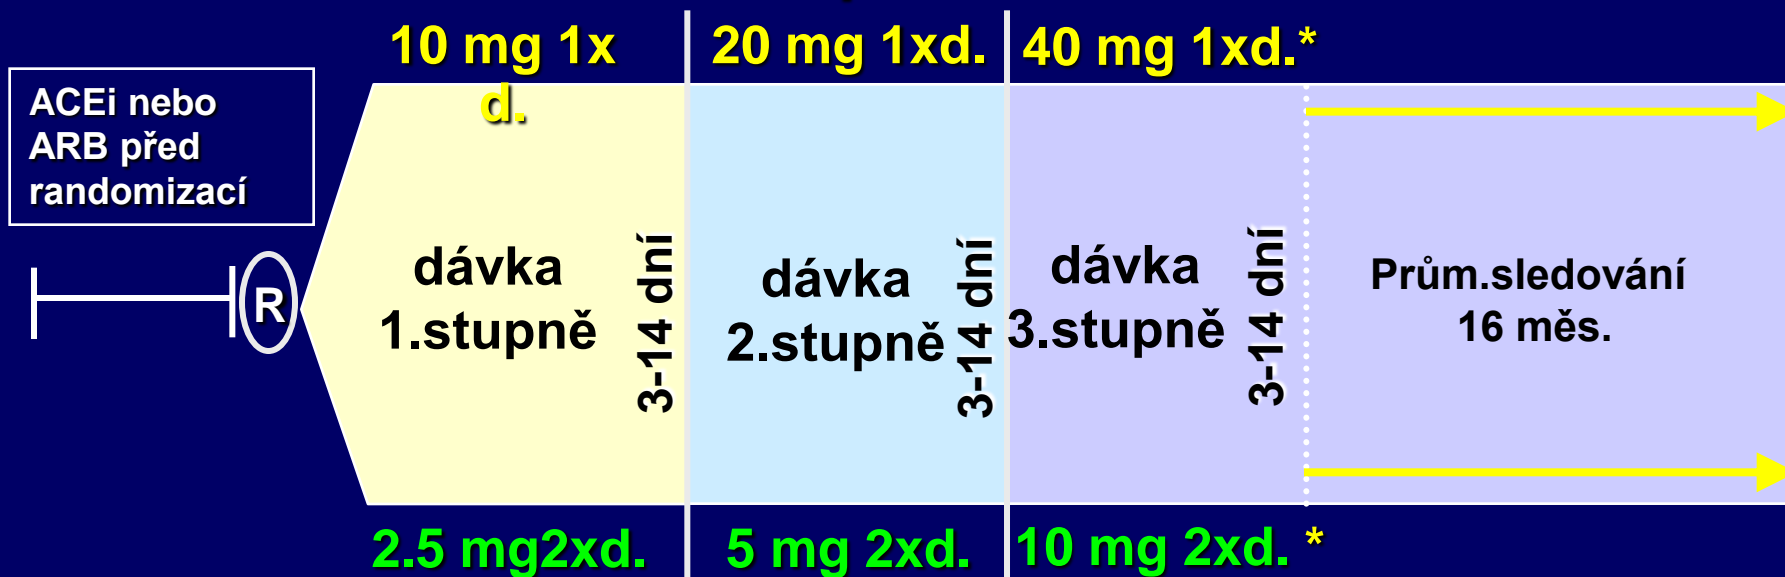 10 mg 1x
d.
20 mg 1xd.
40 mg 1xd.*
ACEi nebo
ARB před
randomizací
R
dávka
1.stupně
3-14 dní
dávka
2.stupně
3-14 dní
dávka
3.stupně
3-14 dní
Prům.sledování
16 měs.
2.5 mg2xd.
5 mg 2xd.
10 mg 2xd. *